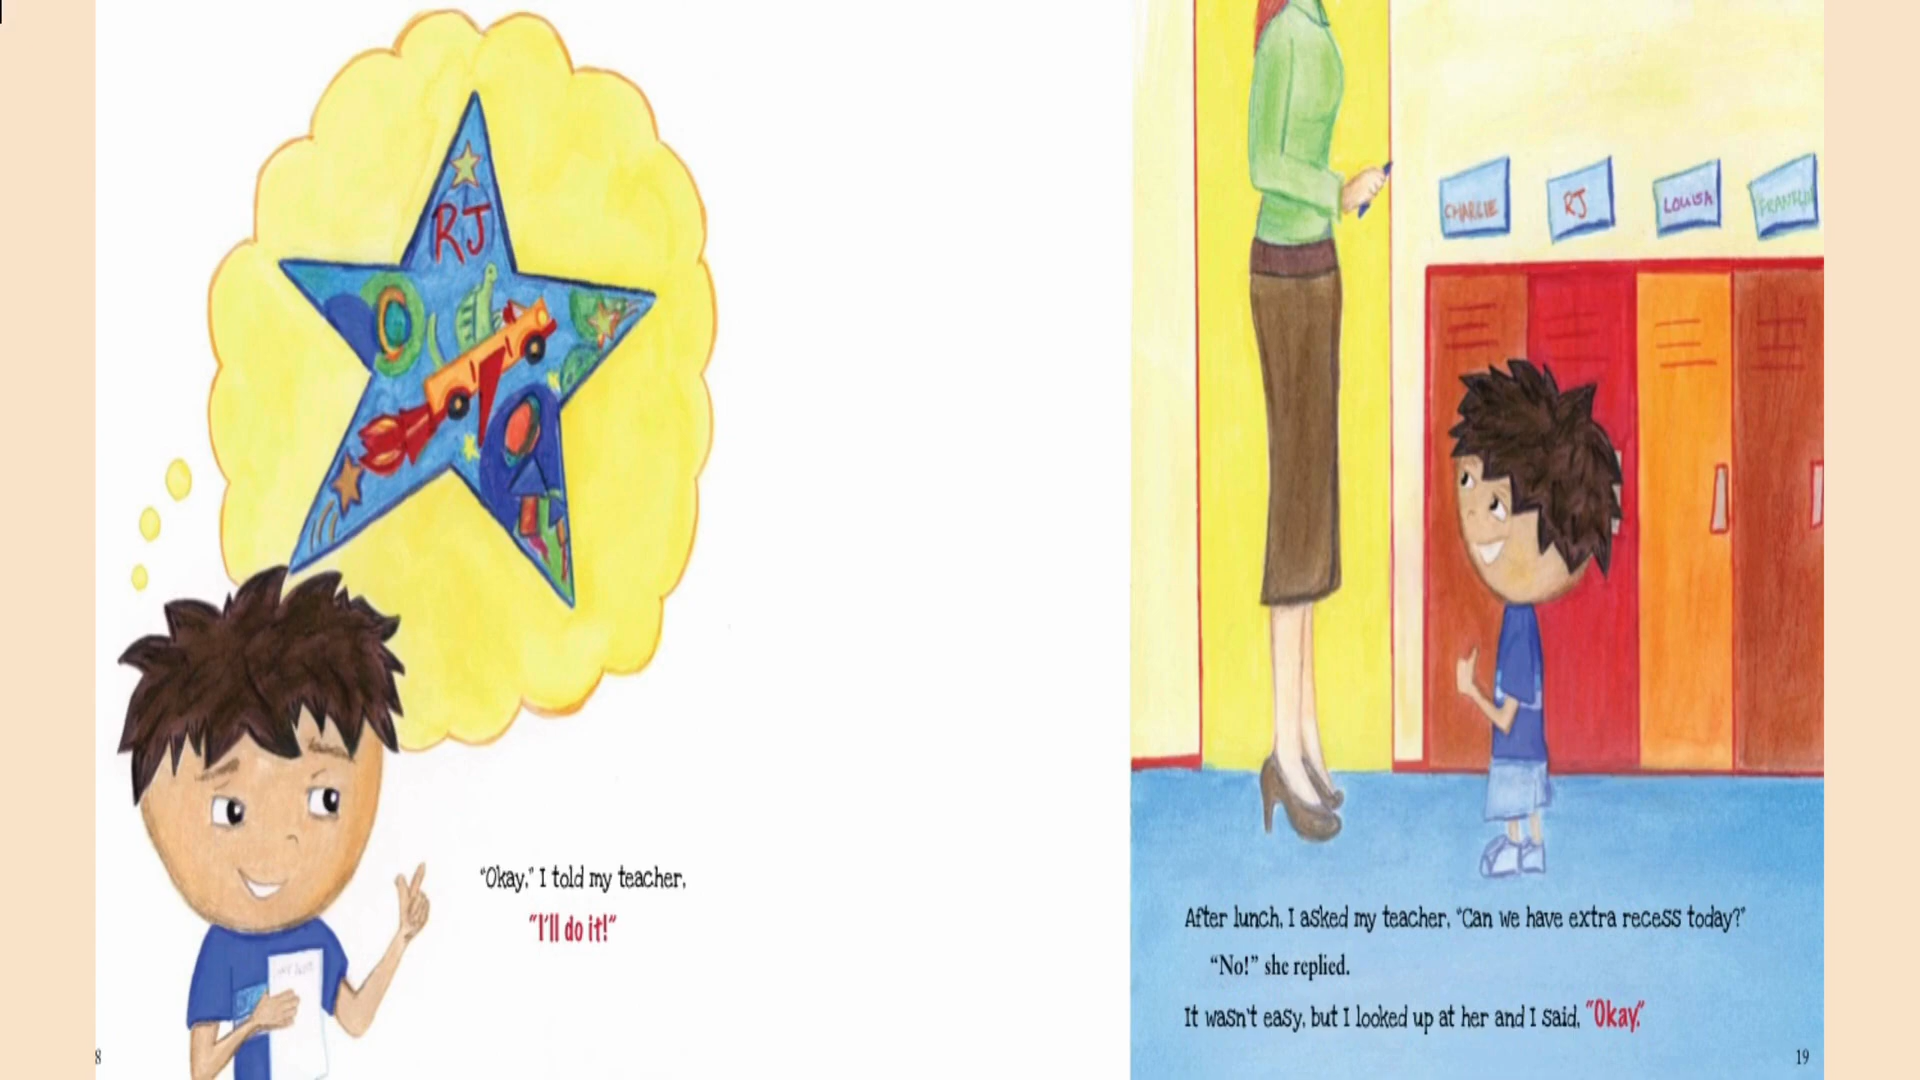 RJ
"Okay," I told my teacher,
"I'll do it!"
8
CHARLIE
RJ
LOUISA
FRANKLIN
After lunch, I asked my teacher, "Can we have extra recess today?"
"No!" she replied.
It wasn't easy, but I looked up at her and I said, "Okay."
19